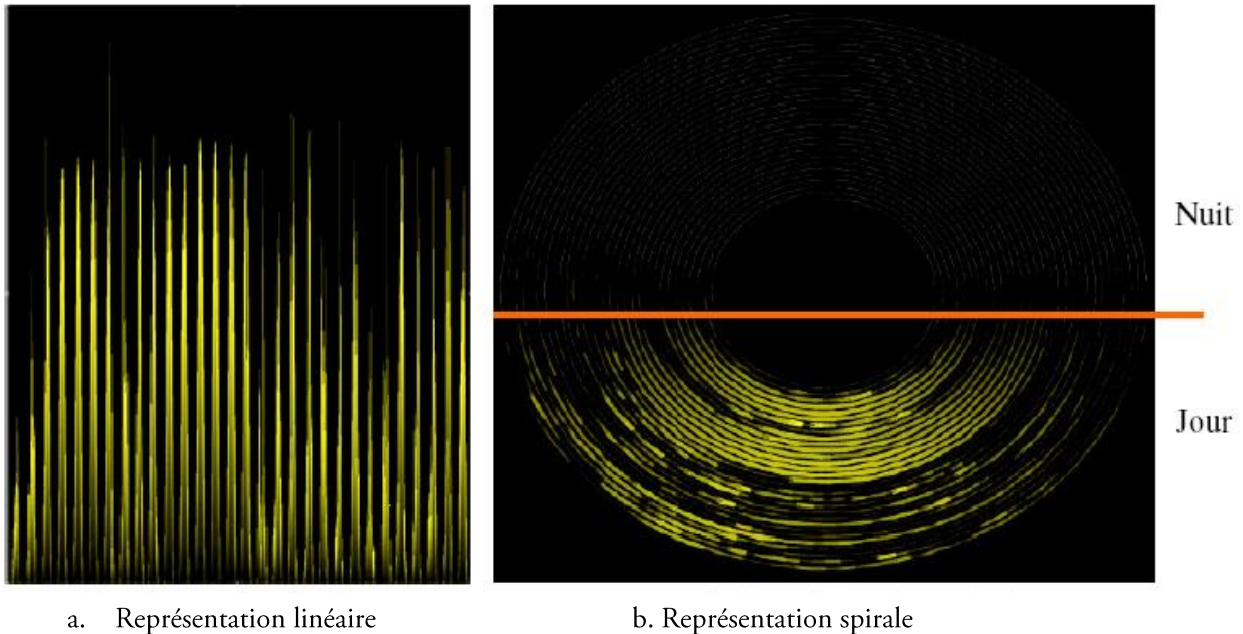 Nuit
Jour
a. Représentation linéaire
b. Représentation spirale